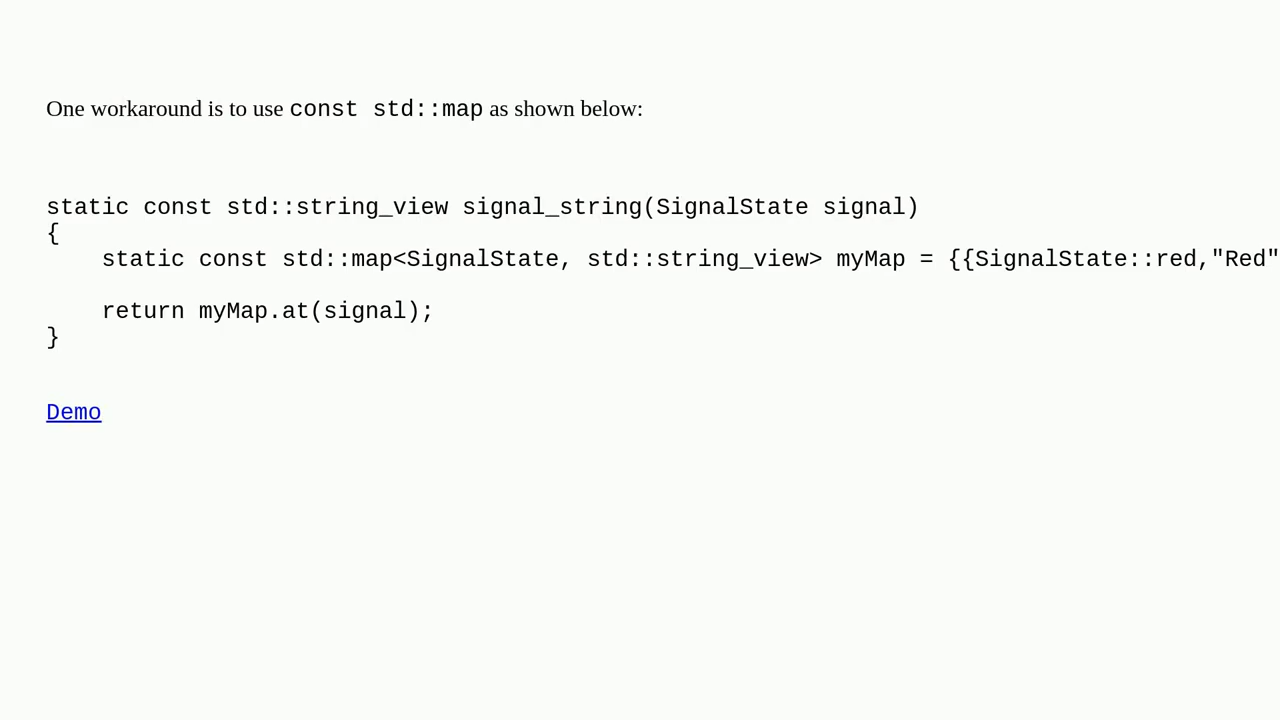 One workaround is to use const std::map as shown below:
static const std::string_view signal_string(SignalState signal)
{
    static const std::map<SignalState, std::string_view> myMap = {{SignalState::red,"Red"
    return myMap.at(signal);
}
Demo